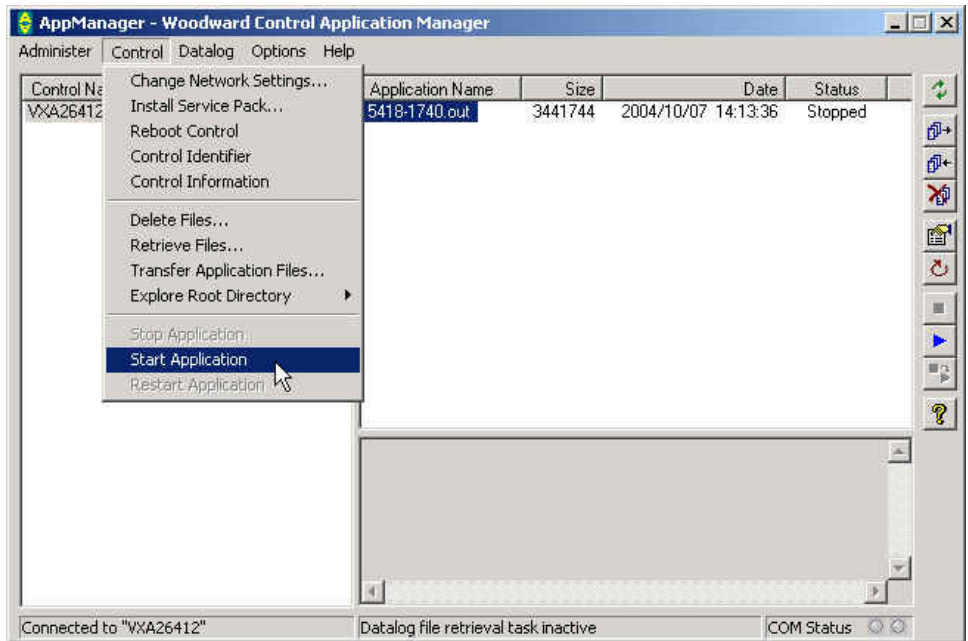 AppManager - Woodward Control Application Manager
Administer Control Datalog Options Help
Control Na
VXA26412
Change Network Settings...
Install Service Pack...
Reboot Control
Control Identifier
Control Information
Delete Files...
Retrieve Files...
Transfer Application Files...
Explore Root Directory
Stop Application
Start Application
Restart Application
Application Name Size Date Status
5418-1740.out 3441744 2004/10/07 14:13:36 Stopped
Connected to "VXA26412" Datalog file retrieval task inactive COM Status